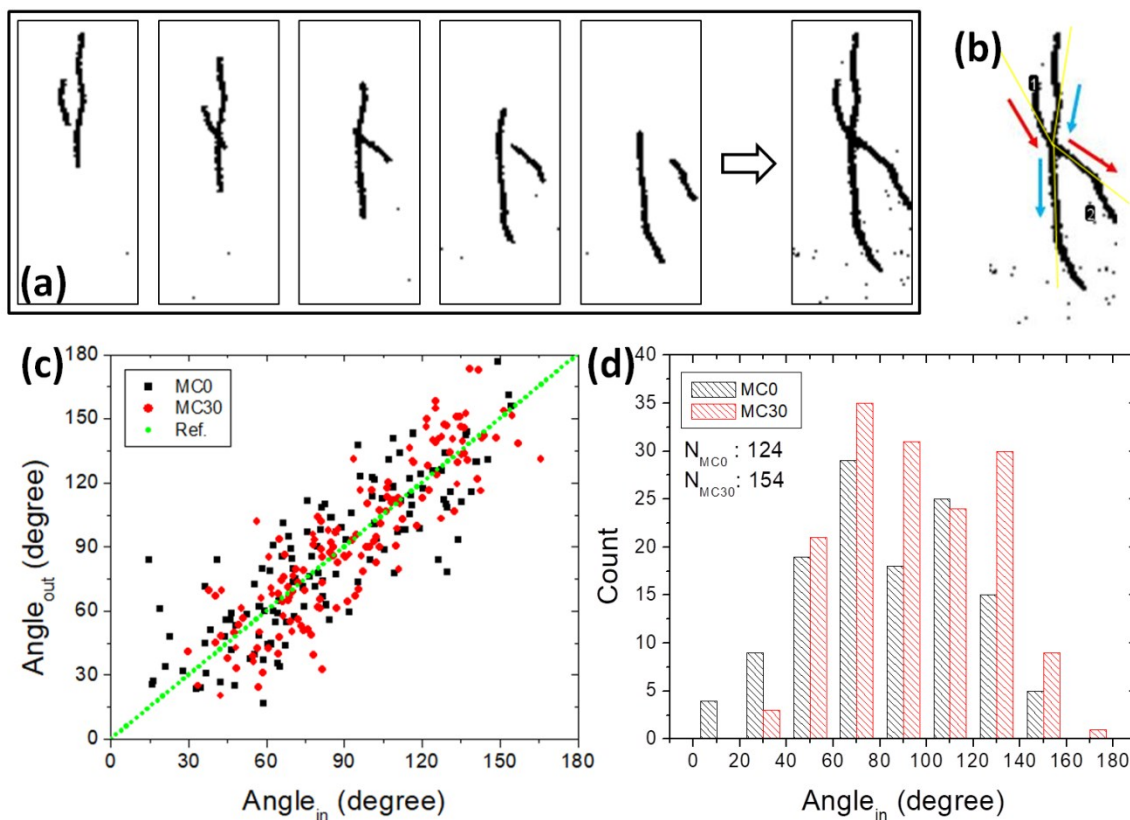 (a)
(b)
1
2
(c)
180
150
120
90
60
30
0
MC0
MC30
Ref.
Angle_out (degree)
0 30 60 90 120 150 180
Angle_in (degree)
(d)
40
35
30
25
20
15
10
5
0
MC0
MC30
N_MC0 : 124
N_MC30 : 154
Count
0 20 40 60 80 100 120 140 160 180
Angle_in (degree)